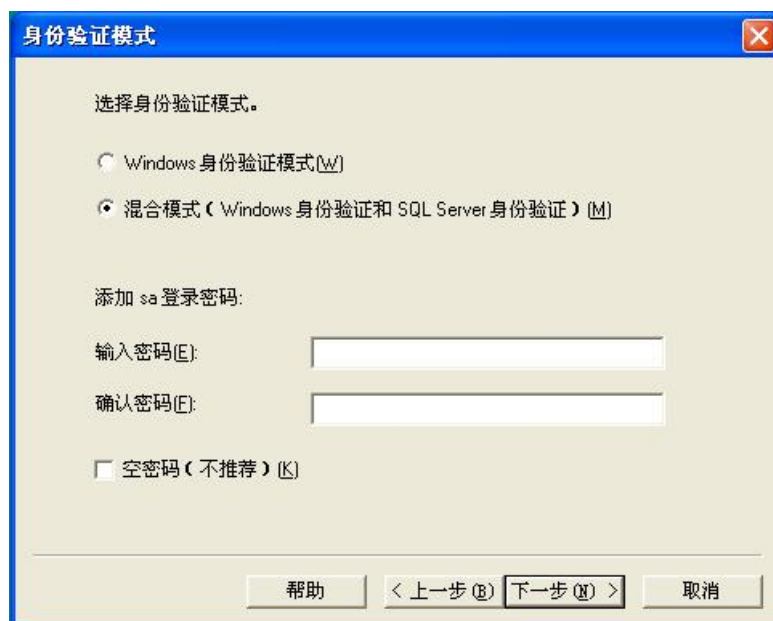 身份验证模式
选择身份验证模式。
Windows 身份验证模式(W)
混合模式（Windows 身份验证和 SQL Server 身份验证）(M)
添加 sa 登录密码:
输入密码(E):
确认密码(F):
空密码（不推荐）(K)
帮助 < 上一步(B) 下一步(N) > 取消